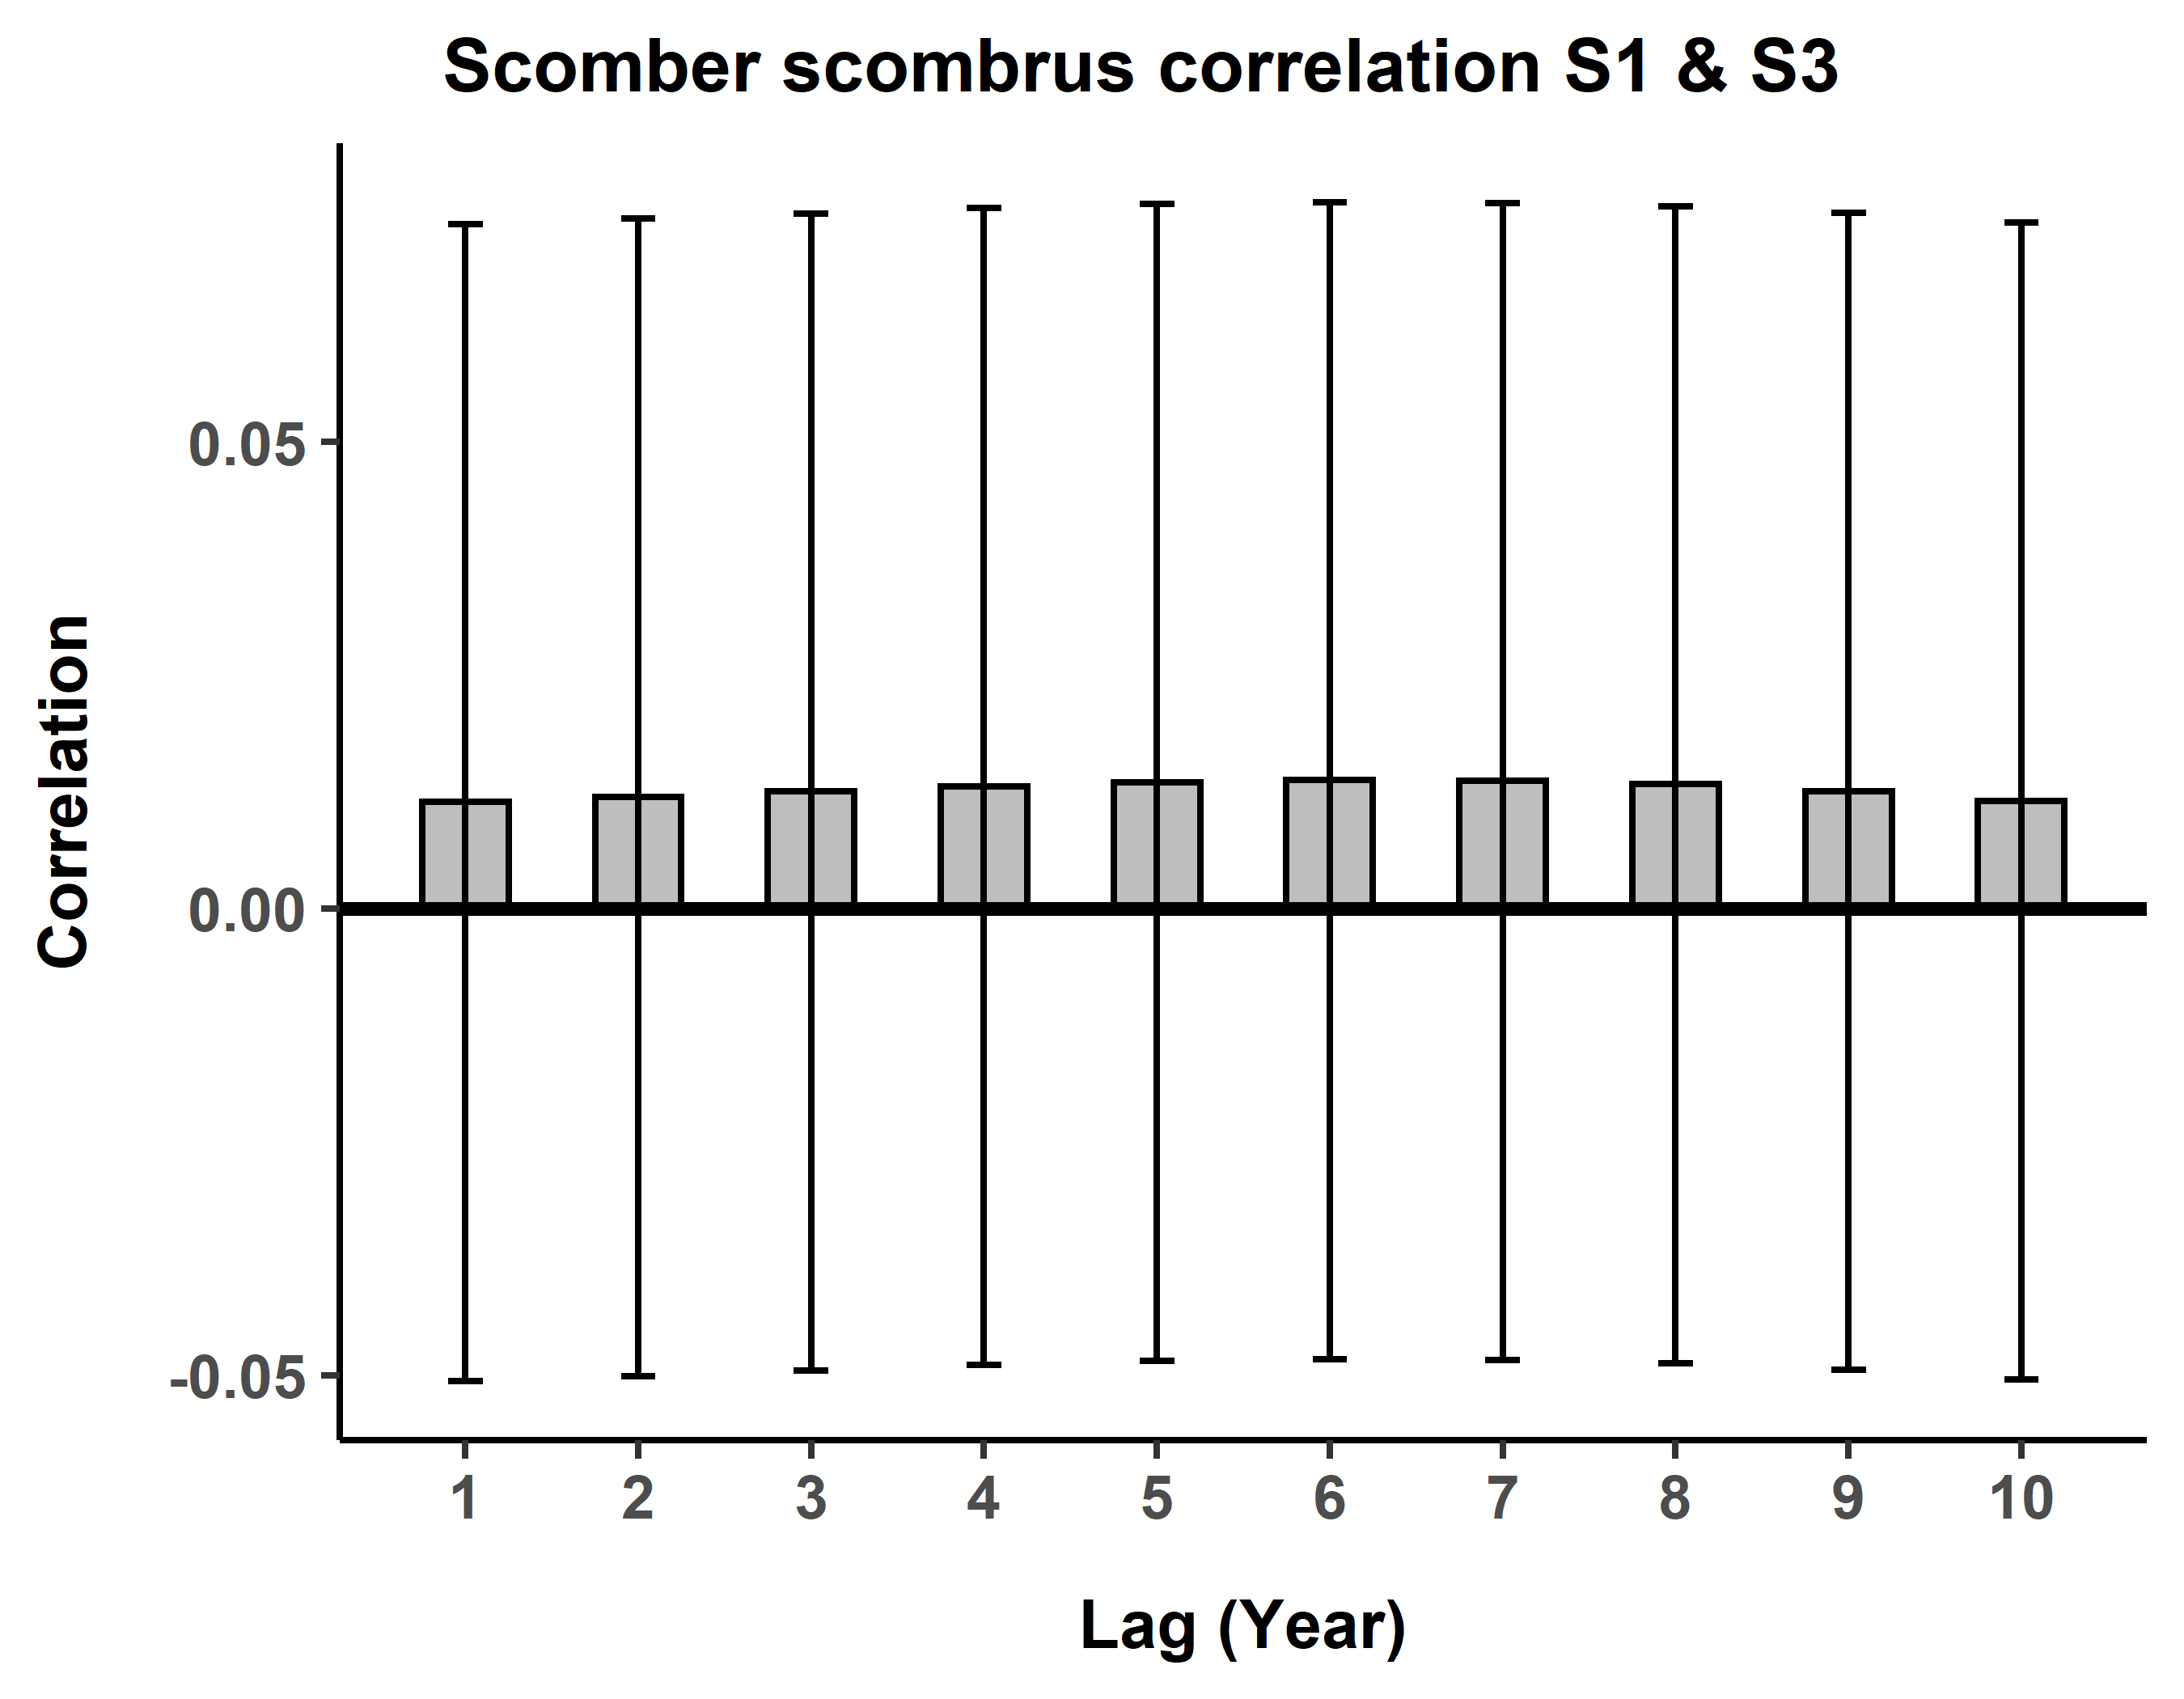 Scomber scombrus correlation S1 & S3
Correlation
0.05
0.00
-0.05
1 2 3 4 5 6 7 8 9 10
Lag (Year)